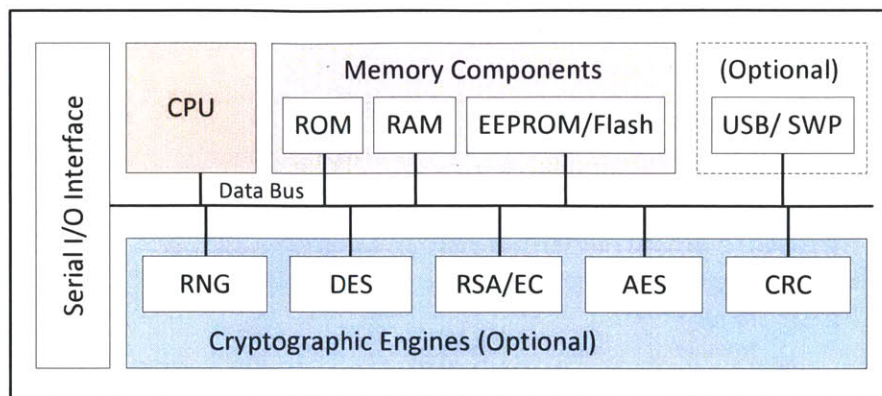 Serial I/O Interface
CPU
Memory Components
ROM
RAM
EEPROM/Flash
(Optional)
USB/ SWP
Data Bus
RNG
DES
RSA/EC
AES
CRC
Cryptographic Engines (Optional)